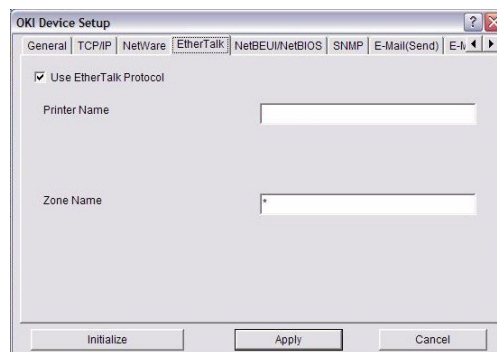 OKI Device Setup
General TCP/IP NetWare EtherTalk NetBEUI/NetBIOS SNMP E-Mail(Send)
Use EtherTalk Protocol
Printer Name
Zone Name *
Initialize Apply Cancel